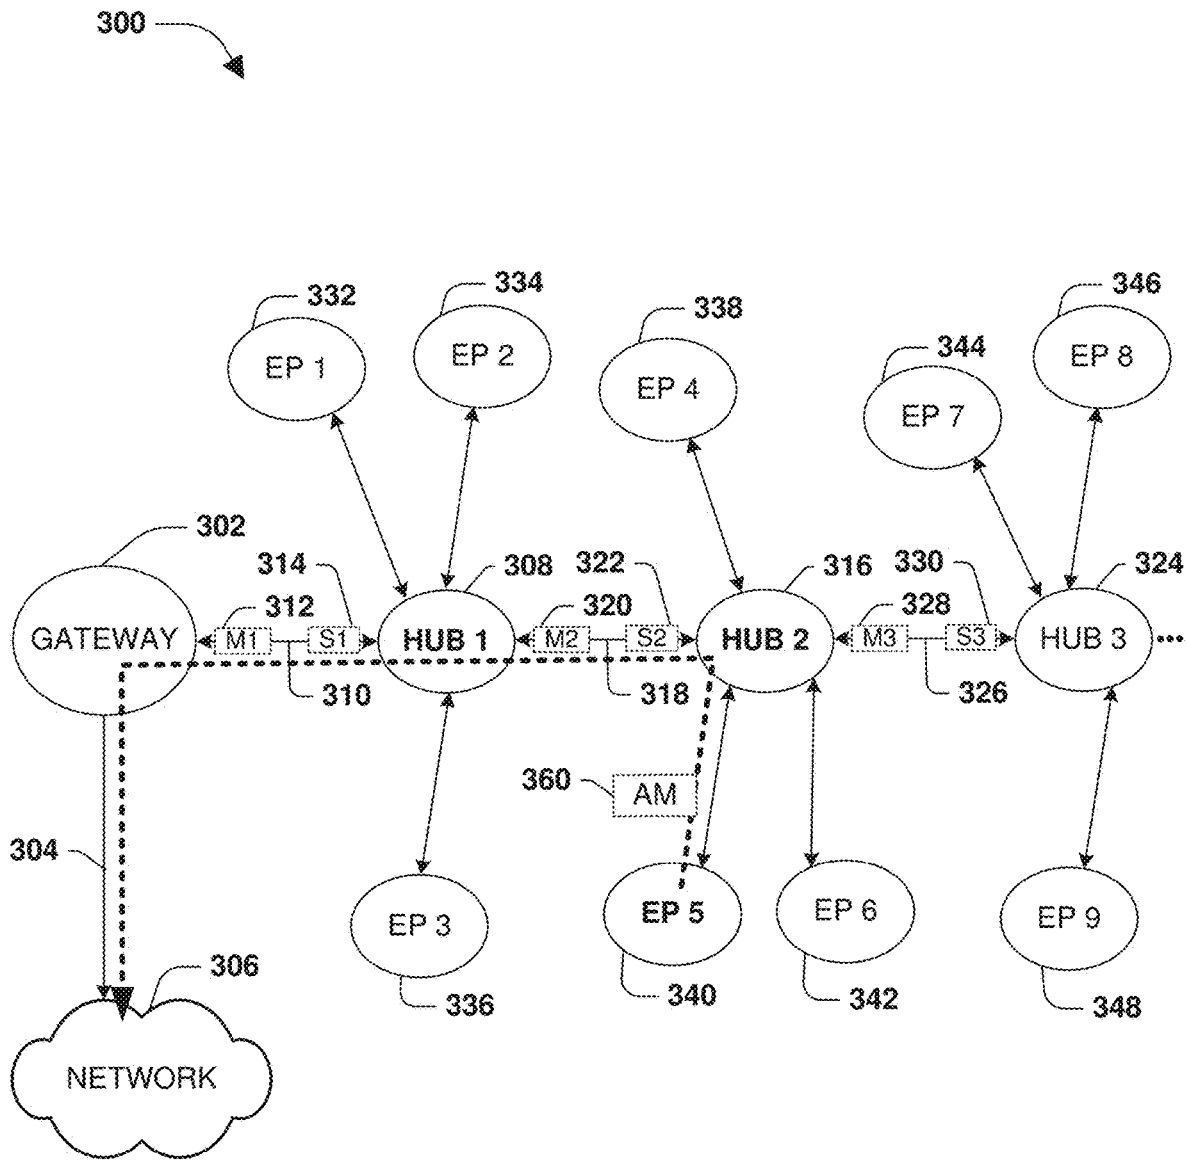 300
332
334
338
346
344
EP 1
EP 2
EP 4
EP 7
EP 8
302
314
308
322
316
330
324
312
320
328
GATEWAY
M1
S1
HUB 1
M2
S2
HUB 2
M3
S3
HUB 3
310
318
326
360
AM
304
EP 3
EP 5
EP 6
EP 9
306
336
340
342
348
NETWORK